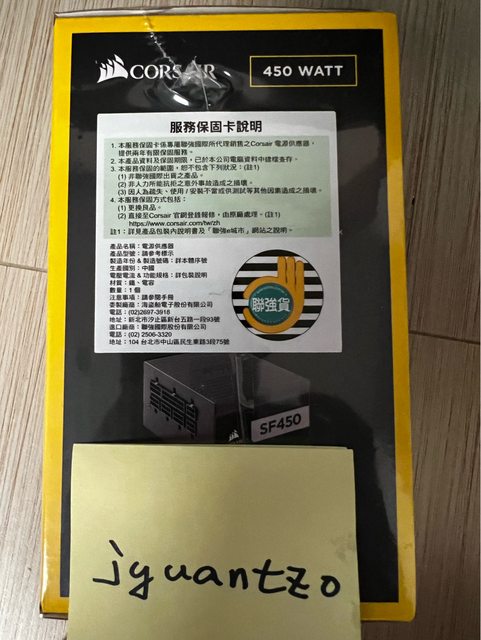 CORSAIR
450 WATT
服務保固卡說明
1. 本服務保固卡係專屬聯強國際所代理銷售之Corsair 電源供應器,
提供兩年有限保固服務。
2. 本產品資料及保固期限,已於本公司電腦資料中建檔查存。
3. 本服務保固的範圍,恕不包含下列狀況:(註1)
(1) 非聯強國際出貨之產品。
(2) 非人力所能抗拒之意外事故造成之損壞。
(3) 因人為疏失、使用/安裝不當或供測試等其他因素造成之損壞。
4. 本服務保固方式包括:
(1) 更換良品。
(2) 直接至Corsair 官網登錄報修,由原廠處理。(註1)
https://www.corsair.com/tw/zh
註1:詳見產品包裝內說明書及「聯強e城市」網站之說明。
產品名稱:電源供應器
產品型號:請參考標示
製造年份&製造號碼:詳本體序號
生產國別:中國
電壓電流&功能規格:詳包裝說明
材質:鐵、電容
數量:1 個
注意事項:請參閱手冊
委製廠商:海盜船電子股份有限公司
電話:(02)2697-3918
地址:新北市汐止區新台五路一段93號
進口廠商:聯強國際股份有限公司
電話:(02) 2506-3320
地址:104 台北市中山區民生東路3段75號
聯強貨
SF450
jyuantzo